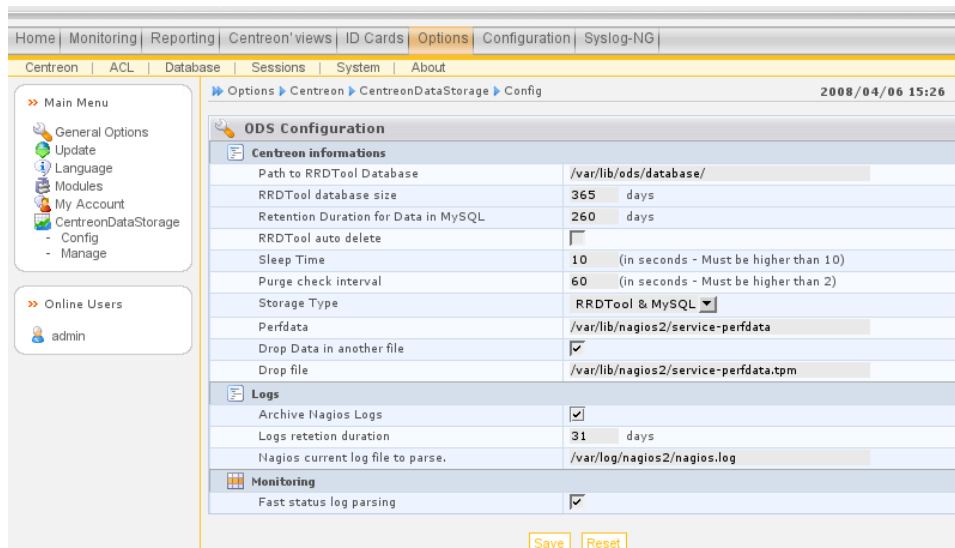 Home Monitoring Reporting Centreon'views ID Cards Options Configuration Syslog-NG
Centreon | ACL | Database | Sessions | System | About
Main Menu
General Options
Update
Language
Modules
My Account
CentreonDataStorage
- Config
- Manage
Online Users
admin
Options Centreon CentreonDataStorage Config 2008/04/06 15:26
ODS Configuration
Centreon informations
Path to RRDTool Database /var/lib/ods/database/
RRDTool database size 365 days
Retention Duration for Data in MySQL 260 days
RRDTool auto delete
Sleep Time 10 (in seconds - Must be higher than 10)
Purge check interval 60 (in seconds - Must be higher than 2)
Storage Type RRDTool & MySQL
Perfdata /var/lib/nagios2/service-perfdata
Drop Data in another file
Drop file /var/lib/nagios2/service-perfdata.tpm
Logs
Archive Nagios Logs
Logs retetion duration 31 days
Nagios current log file to parse. /var/log/nagios2/nagios.log
Monitoring
Fast status log parsing
Save Reset